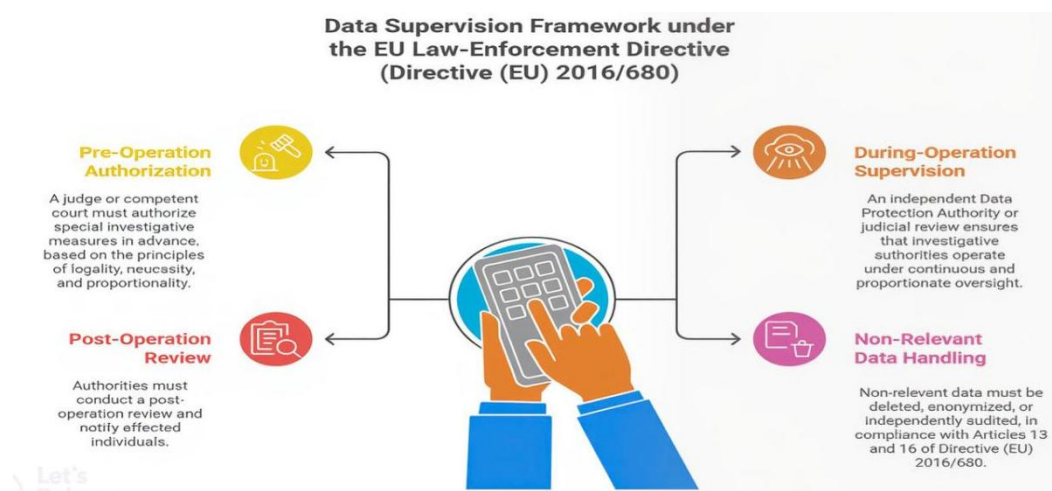 Data Supervision Framework under
the EU Law-Enforcement Directive
(Directive (EU) 2016/680)
Pre-Operation
Authorization
A judge or competent
court must authorize
special investigative
measures in advance,
based on the principles
of logality, neucssity,
and proportionality.
During-Operation
Supervision
An independent Data
Protection Authority or
judicial review ensures
that investigative
suthorities operate
under continuous and
proportionate oversight.
Post-Operation
Review
Authorities must
conduct a post-
operation review and
notify effected
individuals.
Non-Relevant
Data Handling
Non-relevant data must be
deleted, enonymized, or
independently audited, in
compliance with Articles 13
and 16 of Directive (EU)
2016/680.
Let's